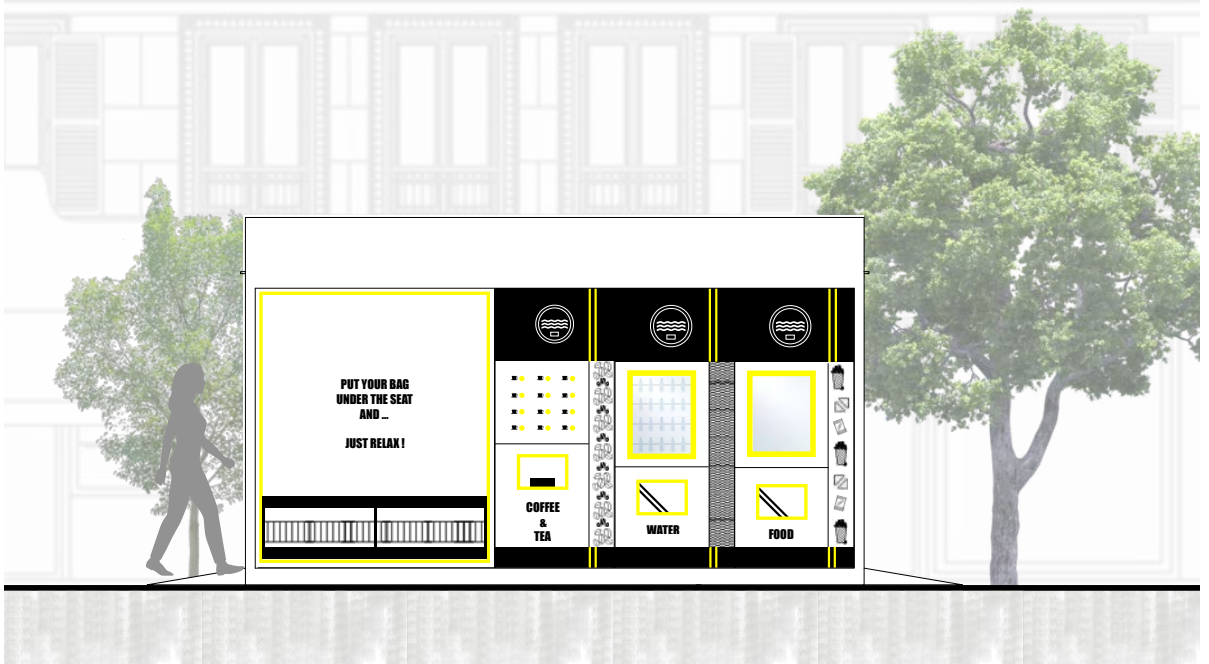 PUT YOUR BAG
UNDER THE SEAT
AND ...
JUST RELAX !
COFFEE
&
TEA
WATER
FOOD